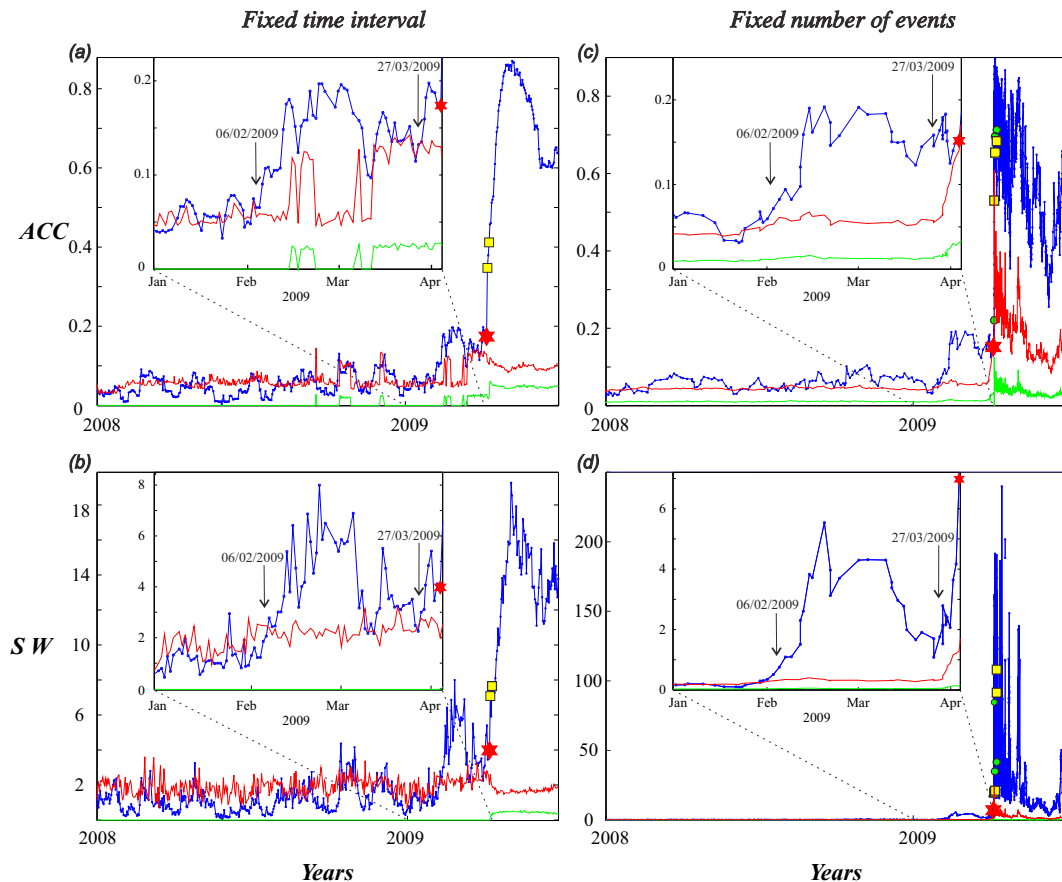 Fixed time interval
Fixed number of events
(a)
0.8
0.6
ACC
0.4
0.2
0
2008
2009
0.2
0.1
0
06/02/2009
27/03/2009
Jan
Feb
Mar
Apr
2009
(c)
0.8
0.6
0.4
0.2
0
2008
2009
0.2
0.1
0
06/02/2009
27/03/2009
Jan
Feb
Mar
Apr
2009
(b)
18
14
10
SW
6
2
2008
2009
8
6
4
2
0
06/02/2009
27/03/2009
Jan
Feb
Mar
Apr
2009
Years
(d)
200
150
100
50
0
2008
2009
6
4
2
0
06/02/2009
27/03/2009
Jan
Feb
Mar
Apr
2009
Years